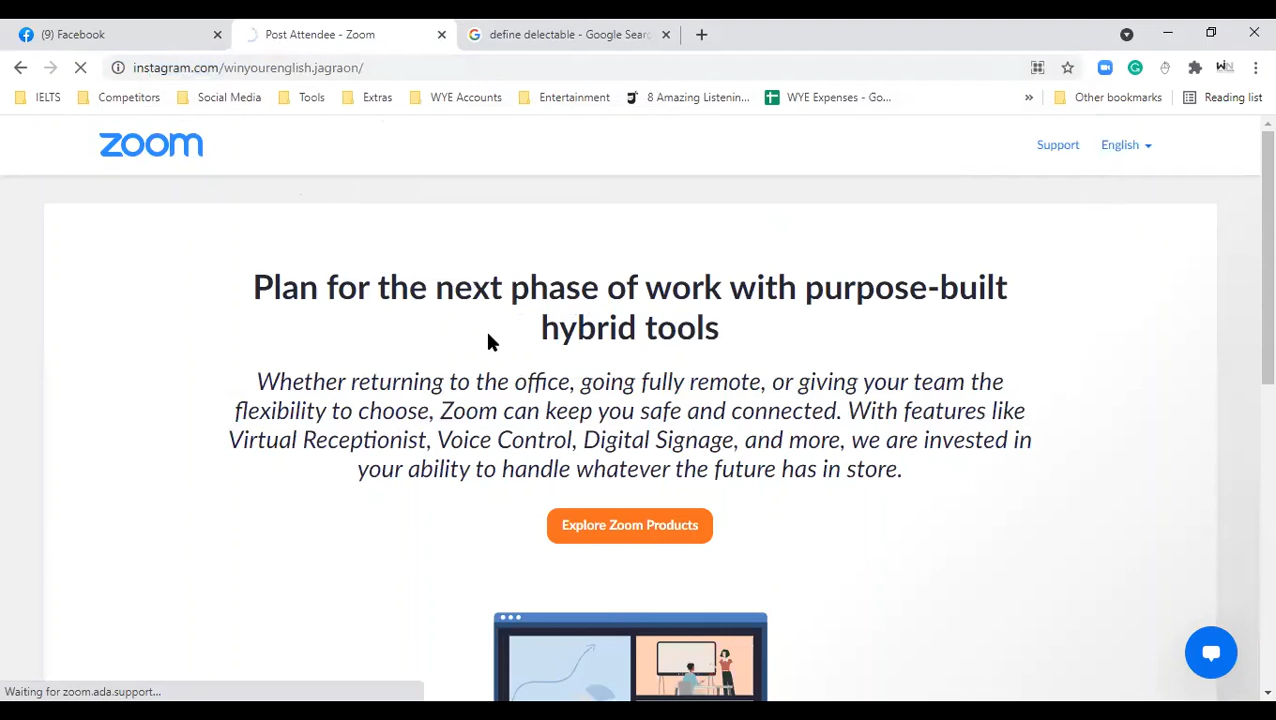 (9) Facebook
Post Attendee - Zoom
define delectable - Google Sear
instagram.com/winyourenglish.jagraon/
IELTS
Competitors
Social Media
Tools
Extras
WYE Accounts
Entertainment
8 Amazing Listenin...
WYE Expenses - Go...
»
Other bookmarks
Reading list
zoom
Support
English
Plan for the next phase of work with purpose-built
hybrid tools
Whether returning to the office, going fully remote, or giving your team the
flexibility to choose, Zoom can keep you safe and connected. With features like
Virtual Receptionist, Voice Control, Digital Signage, and more, we are invested in
your ability to handle whatever the future has in store.
Explore Zoom Products
Waiting for zoom.ada.support...